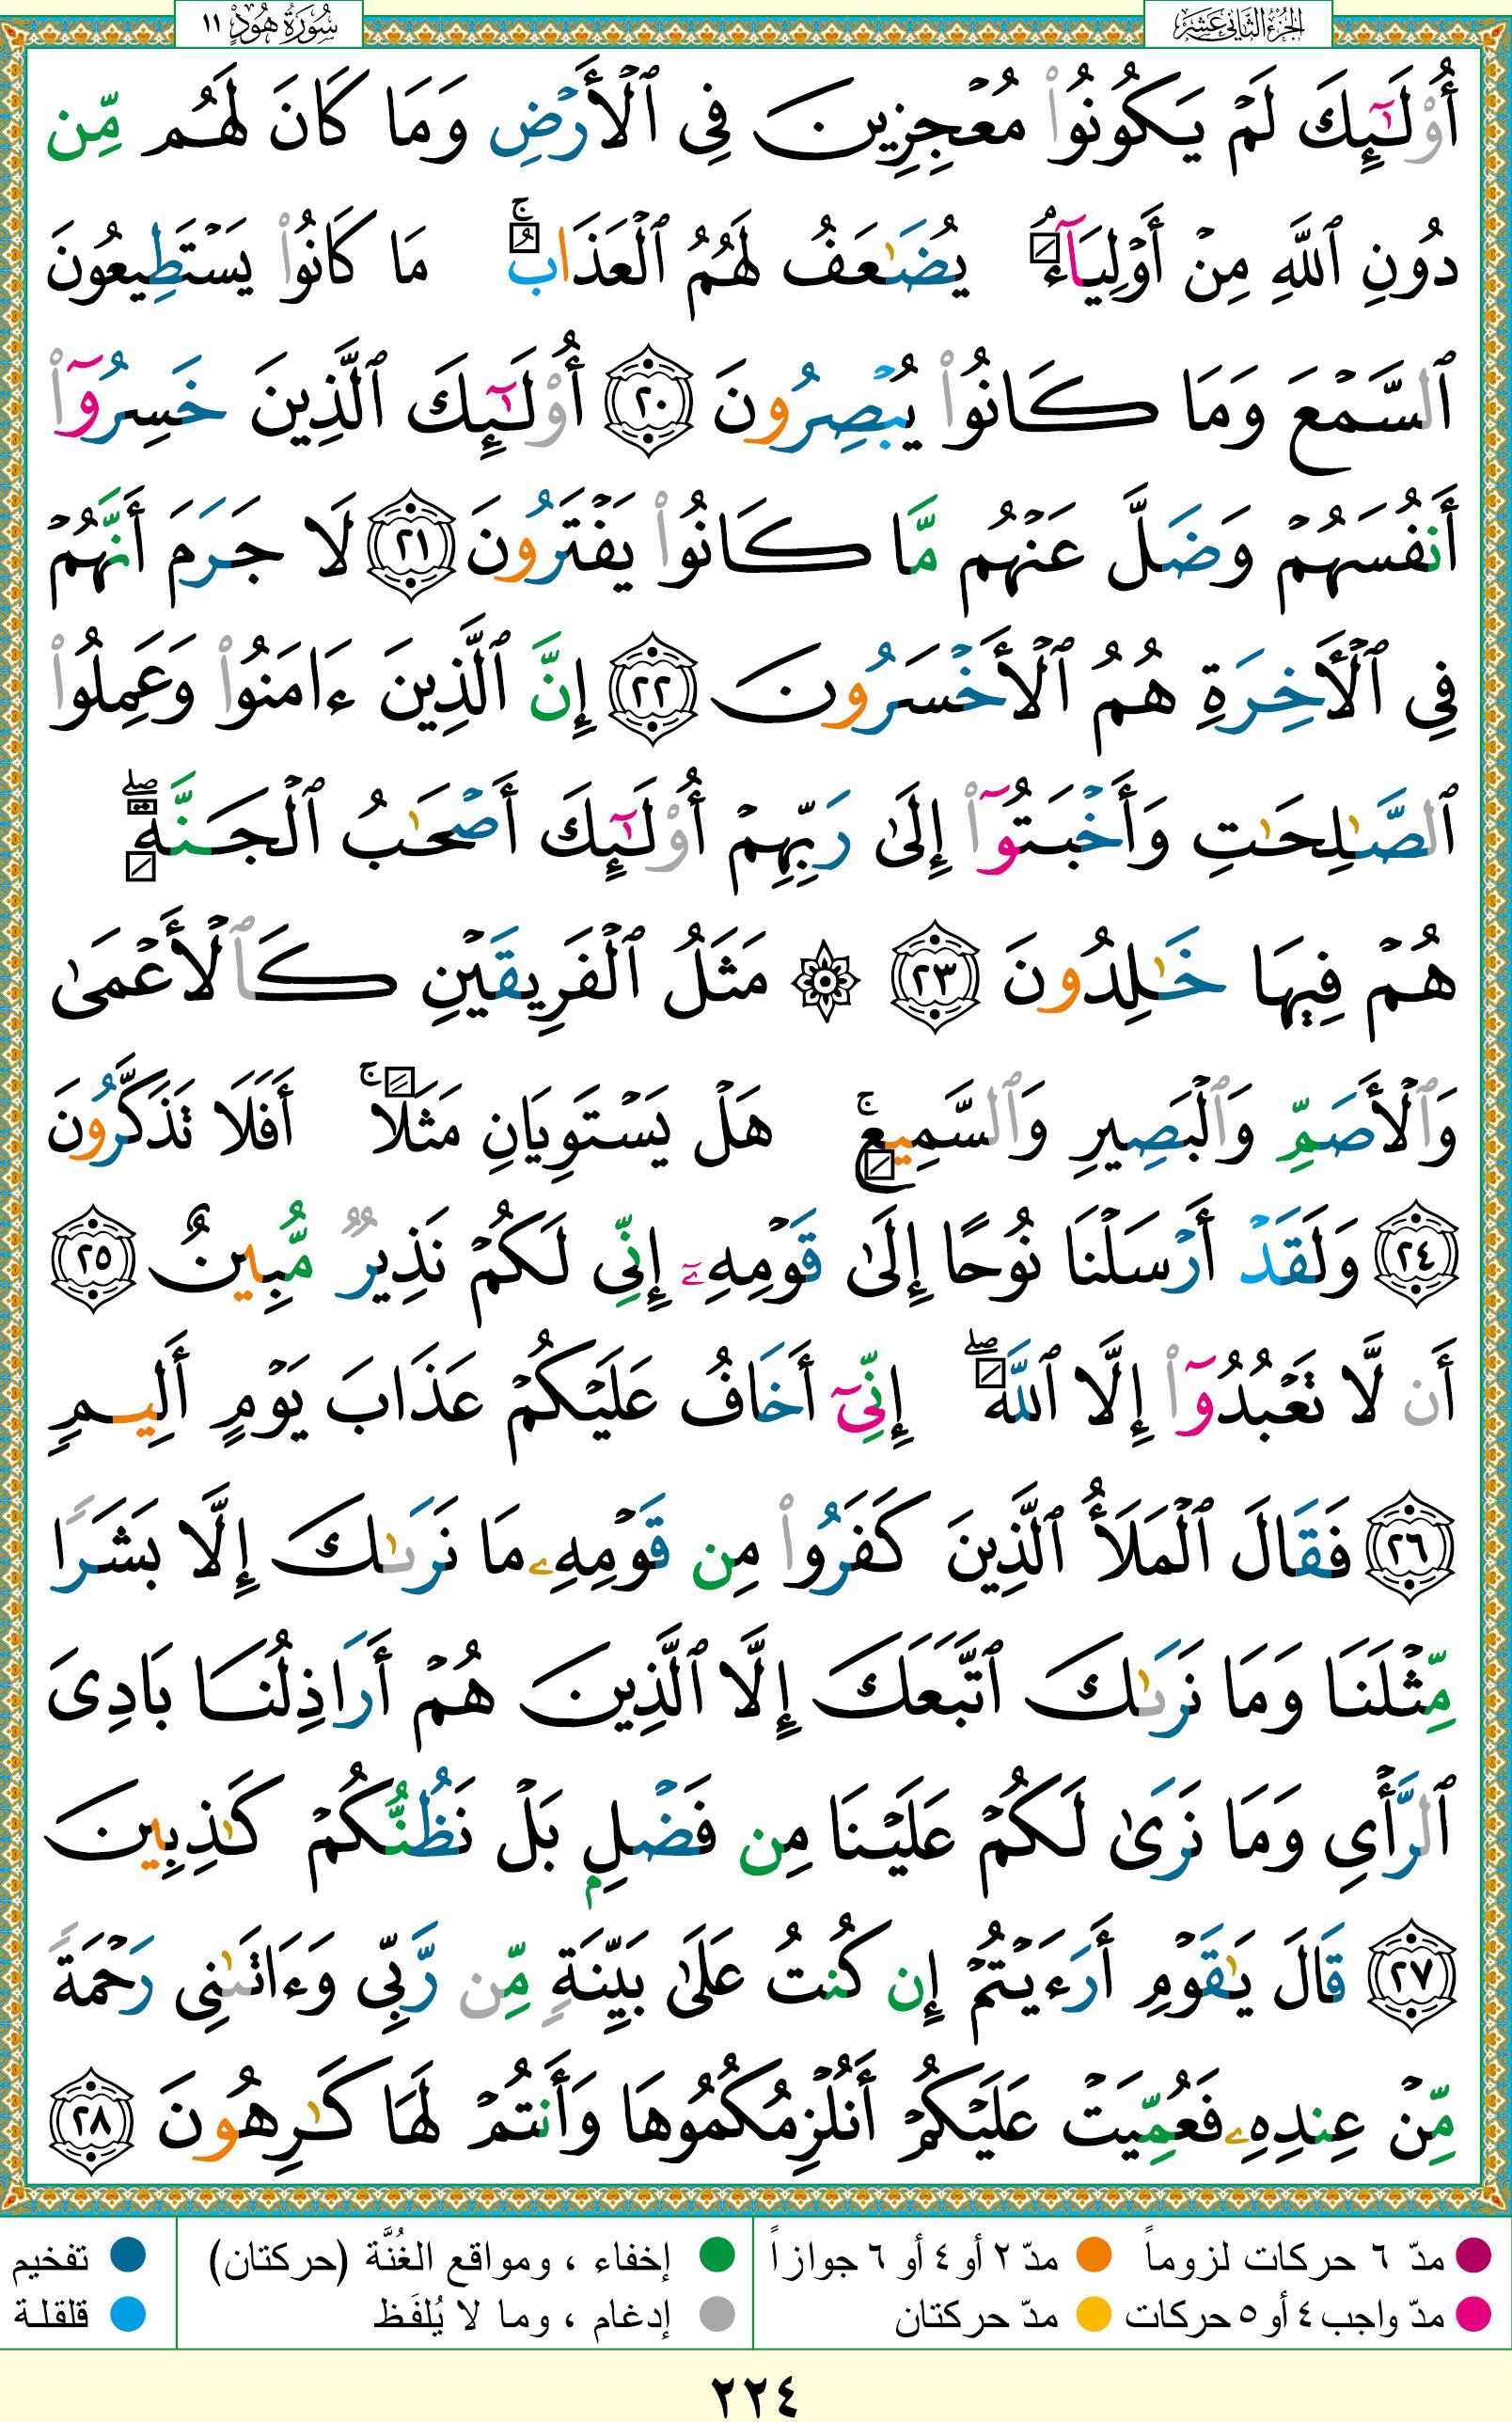 الجزء الثاني عشر
سُورَةُ هُودٍ ١١
أُوْلَٰٓئِكَ لَمْ يَكُونُوا۟ مُعْجِزِينَ فِى ٱلْأَرْضِ وَمَا كَانَ لَهُم مِّن
دُونِ ٱللَّهِ مِنْ أَوْلِيَآءَ ۘ يُضَٰعَفُ لَهُمُ ٱلْعَذَابُ ۚ مَا كَانُوا۟ يَسْتَطِيعُونَ
ٱلسَّمْعَ وَمَا كَانُوا۟ يُبْصِرُونَ ٢٠ أُوْلَٰٓئِكَ ٱلَّذِينَ خَسِرُوٓا۟
أَنفُسَهُمْ وَضَلَّ عَنْهُم مَّا كَانُوا۟ يَفْتَرُونَ ٢١ لَا جَرَمَ أَنَّهُمْ
فِى ٱلْأَخِرَةِ هُمُ ٱلْأَخْسَرُونَ ٢٢ إِنَّ ٱلَّذِينَ ءَامَنُوا۟ وَعَمِلُوا۟
ٱلصَّٰلِحَٰتِ وَأَخْبَتُوٓا۟ إِلَىٰ رَبِّهِمْ أُوْلَٰٓئِكَ أَصْحَٰبُ ٱلْجَنَّةِ ۖ
هُمْ فِيهَا خَٰلِدُونَ ٢٣ ۞ مَثَلُ ٱلْفَرِيقَيْنِ كَٱلْأَعْمَىٰ
وَٱلْأَصَمِّ وَٱلْبَصِيرِ وَٱلسَّمِيعِ ۚ هَلْ يَسْتَوِيَانِ مَثَلًا ۚ أَفَلَا تَذَكَّرُونَ
٢٤ وَلَقَدْ أَرْسَلْنَا نُوحًا إِلَىٰ قَوْمِهِۦٓ إِنِّى لَكُمْ نَذِيرٌ مُّبِينٌ ٢٥
أَن لَّا تَعْبُدُوٓا۟ إِلَّا ٱللَّهَ ۖ إِنِّىٓ أَخَافُ عَلَيْكُمْ عَذَابَ يَوْمٍ أَلِيمٍ
٢٦ فَقَالَ ٱلْمَلَأُ ٱلَّذِينَ كَفَرُوا۟ مِن قَوْمِهِۦ مَا نَرَىٰكَ إِلَّا بَشَرًا
مِّثْلَنَا وَمَا نَرَىٰكَ ٱتَّبَعَكَ إِلَّا ٱلَّذِينَ هُمْ أَرَاذِلُنَا بَادِىَ
ٱلرَّأْىِ وَمَا نَرَىٰ لَكُمْ عَلَيْنَا مِن فَضْلٍۭ بَلْ نَظُنُّكُمْ كَٰذِبِينَ
٢٧ قَالَ يَٰقَوْمِ أَرَءَيْتُمْ إِن كُنتُ عَلَىٰ بَيِّنَةٍ مِّن رَّبِّى وَءَاتَىٰنِى رَحْمَةً
مِّنْ عِندِهِۦ فَعُمِّيَتْ عَلَيْكُمْ أَنُلْزِمُكُمُوهَا وَأَنتُمْ لَهَا كَٰرِهُونَ ٢٨
مدّ ٦ حركات لزوماً
مدّ ٢ أو ٤ أو ٦ جوازاً
إخفاء ، ومواقع الغُنَّة (حركتان)
تفخيم
مدّ واجب ٤ أو ٥ حركات
مدّ حركتان
إدغام ، وما لا يُلفَظ
قلقلة
٢٢٤